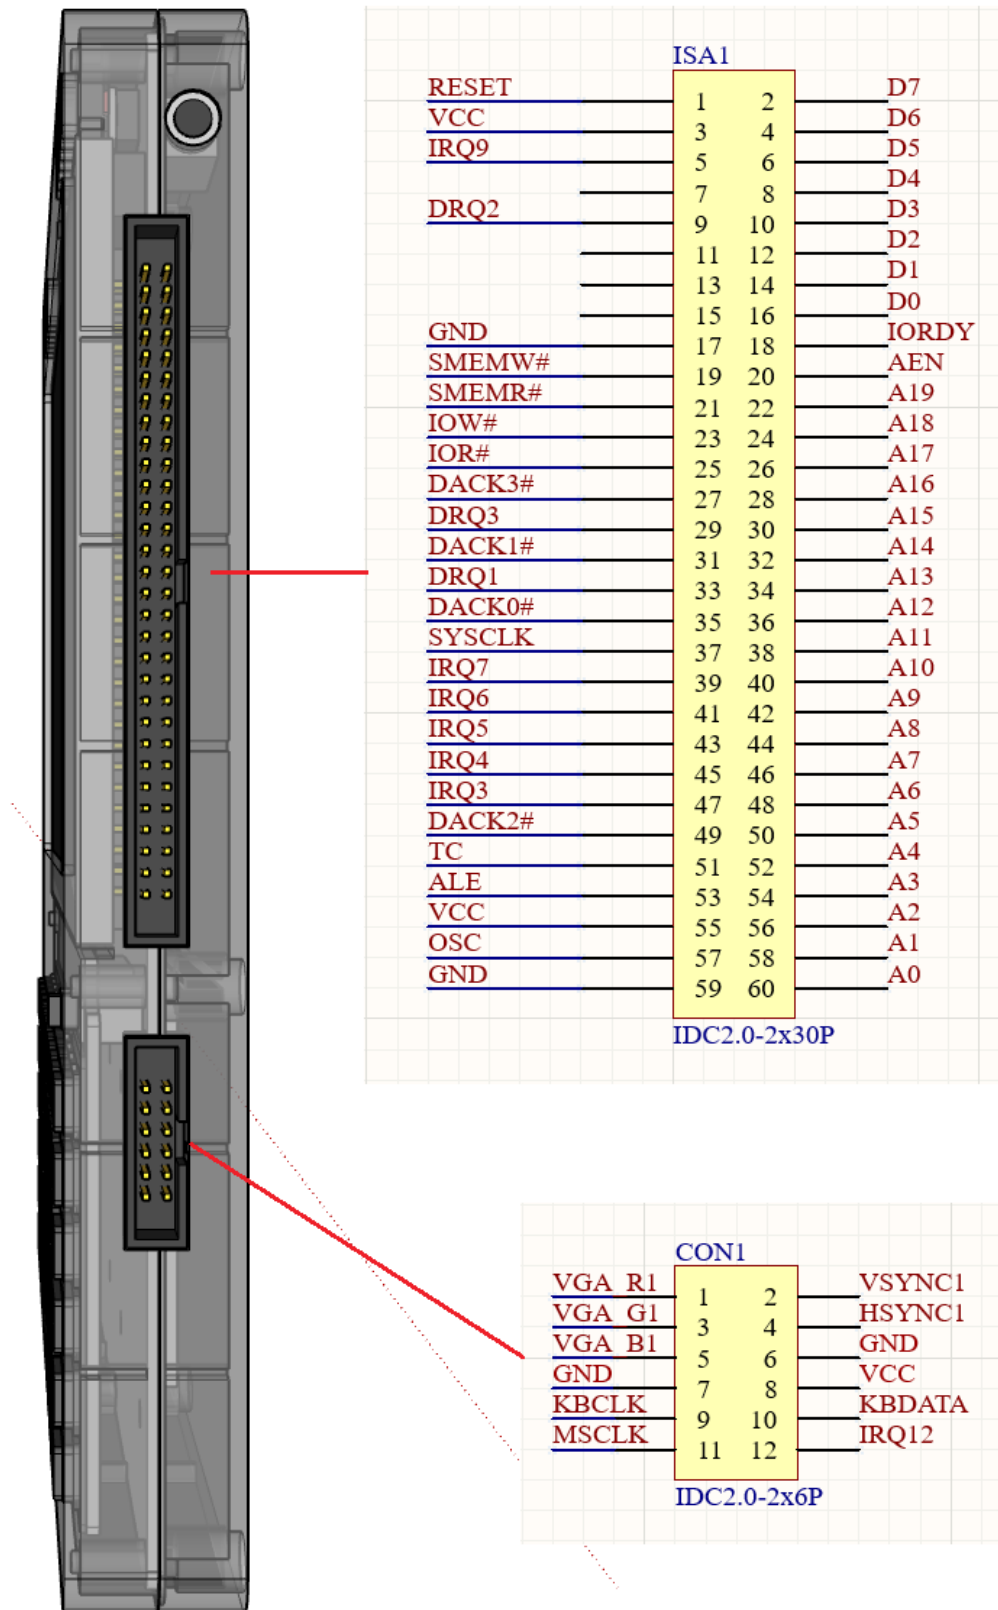 ISA1
RESET 1 2 D7
VCC 3 4 D6
IRQ9 5 6 D5
7 8 D4
DRQ2 9 10 D3
11 12 D2
13 14 D1
15 16 D0
GND 17 18 IORDY
SMEMW# 19 20 AEN
SMEMR# 21 22 A19
IOW# 23 24 A18
IOR# 25 26 A17
DACK3# 27 28 A16
DRQ3 29 30 A15
DACK1# 31 32 A14
DRQ1 33 34 A13
DACK0# 35 36 A12
SYSCLK 37 38 A11
IRQ7 39 40 A10
IRQ6 41 42 A9
IRQ5 43 44 A8
IRQ4 45 46 A7
IRQ3 47 48 A6
DACK2# 49 50 A5
TC 51 52 A4
ALE 53 54 A3
VCC 55 56 A2
OSC 57 58 A1
GND 59 60 A0
IDC2.0-2x30P
CON1
VGA_R1 1 2 VSYNC1
VGA_G1 3 4 HSYNC1
VGA_B1 5 6 GND
GND 7 8 VCC
KBCLK 9 10 KBDATA
MSCLK 11 12 IRQ12
IDC2.0-2x6P